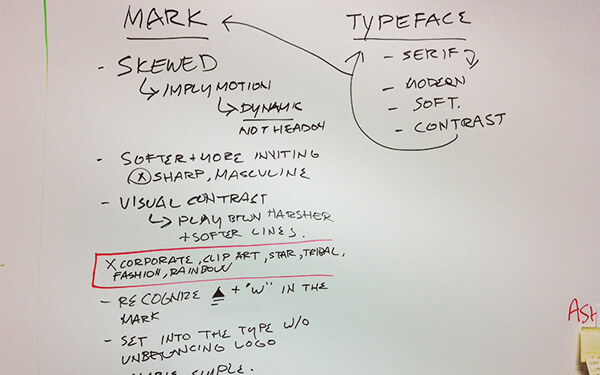 MARK
- SKEWED
↳ IMPLY MOTION
↳ DYNAMIC
NOT HEADON
- SOFTER + MORE INVITING
ⓧ SHARP, MASCULINE
- VISUAL CONTRAST
↳ PLAY BTWN HARSHER
+ SOFTER LINES.
X CORPORATE, CLIP ART, STAR, TRIBAL,
FASHION, RAINBOW
- RECOGNIZE + "W" IN THE
MARK
- SET INTO THE TYPE W/O
UNBALANCING LOGO
SIMPLE.
TYPEFACE
- SERIF
- MODERN
- SOFT.
- CONTRAST
ASH